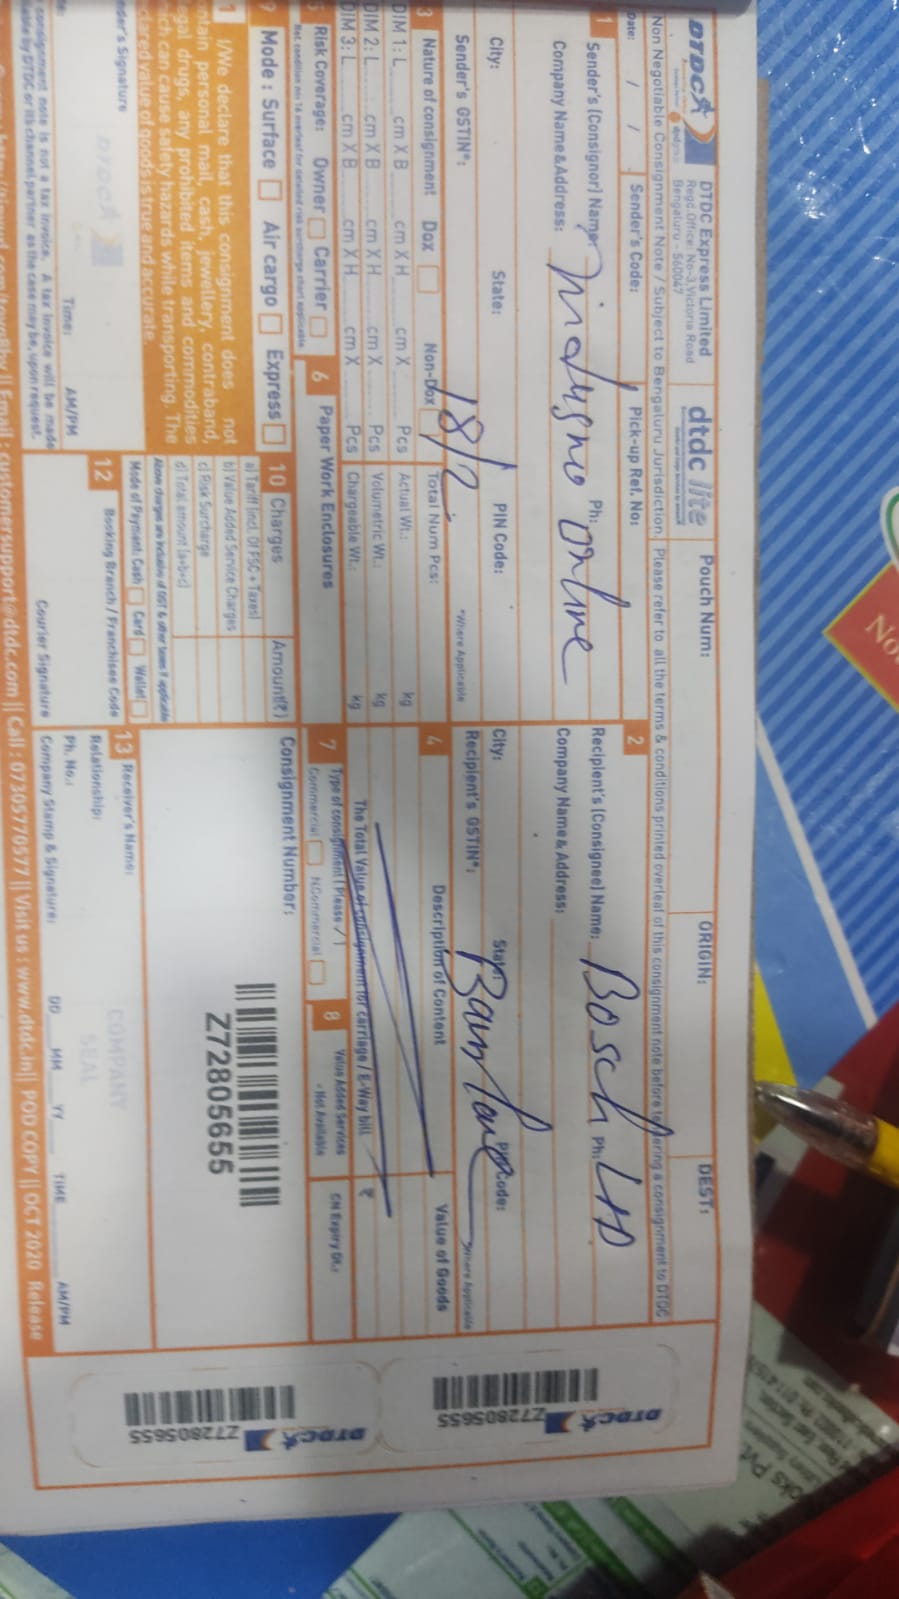 DTDC
DTDC Express Limited
Regd. Office: No-3, Victoria Road
Bengaluru - 560047
dtdc lite
Pouch Num:
ORIGIN:
DEST:
Non Negotiable Consignment Note / Subject to Bengaluru Jurisdiction. Please refer to all the terms & conditions printed overleaf of this consignment note before tendering a consignment to DTDC
Date: / /
Sender's Code:
Pick-up Ref. No:
1 Sender's (Consignor) Name:
Ph:
Company Name & Address:
online
City:
State:
PIN Code:
Sender's GSTIN*:
*Where Applicable
18/2
2 Recipient's (Consignee) Name: Bosch LTD
Ph:
Company Name & Address:
City:
State:
PIN Code:
Recipient's GSTIN*:
*Where Applicable
3 Nature of consignment Dox Non-Dox
Total Num Pcs:
DIM 1: L cm X B cm X H cm X Pcs
Actual Wt.: kg
DIM 2: L cm X B cm X H cm X Pcs
Volumetric Wt.: kg
DIM 3: L cm X B cm X H cm X Pcs
Chargeable Wt.: kg
4 Description of Content
Value of Goods
The Total Value of consignment for carriage / E-Way bill ₹
Risk Coverage: Owner Carrier
6 Paper Work Enclosures
7 Type of consignment (Please √)
Commercial
8 Value Added Services
- Not Available
CN Expiry Dt.:
Mode: Surface Air cargo Express
10 Charges Amount(₹)
a) Tariff (incl. Of FSC + Taxes)
b) Value Added Service Charges
c) Risk Surcharge
d) Total amount (a+b+c)
Mode of Payment: Cash Card Wallet
I/We declare that this consignment does not
personal mail, cash, jewellery, contraband,
drugs, any prohibited items and commodities
which can cause safety hazards while transporting. The
value of goods is true and accurate.
Signature
DTDC
Time: AM/PM
consignment note is not a tax invoice. A tax invoice will be made
by DTDC or its channel partner as the case may be, upon request.
12 Booking Branch / Franchisee Code
Courier Signature
Consignment Number:
Z72805655
13 Receiver's Name:
Relationship:
Ph. No.:
Company Stamp & Signature:
COMPANY
SEAL
DD MM YY TIME AM/PM
customersupport@dtdc.com || Call : 07305770577 || Visit us : www.dtdc.in || POD COPY || OCT 2020 Release
DTDC
Z72805655
DTDC
Z72805655